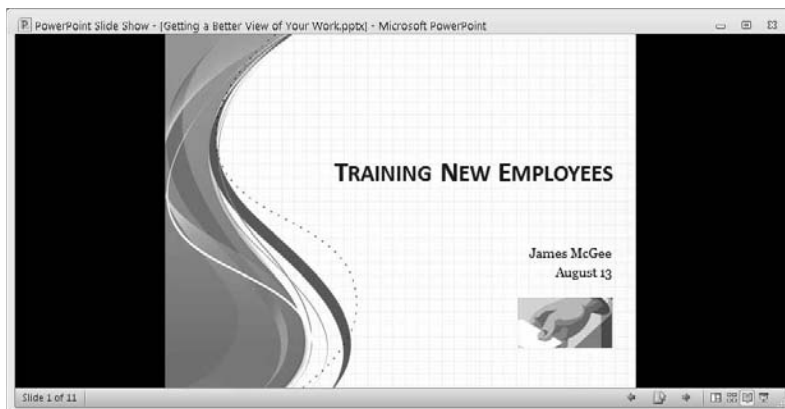 PowerPoint Slide Show - [Getting a Better View of Your Work.pptx] - Microsoft PowerPoint
TRAINING NEW EMPLOYEES
James McGee
August 13
Slide 1 of 11